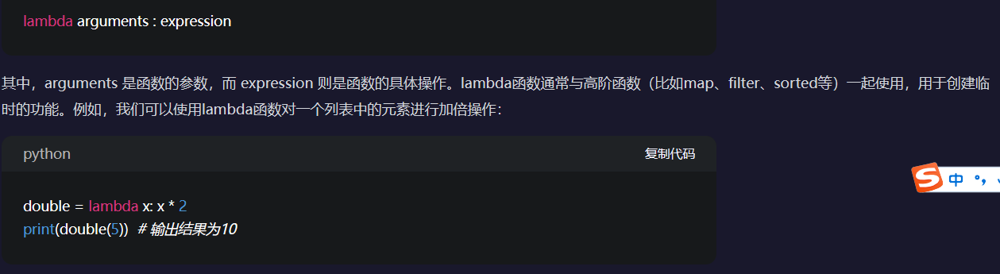 lambda arguments : expression
其中，arguments 是函数的参数，而 expression 则是函数的具体操作。lambda函数通常与高阶函数（比如map、filter、sorted等）一起使用，用于创建临
时的功能。例如，我们可以使用lambda函数对一个列表中的元素进行加倍操作：
python 复制代码
中 °，
double = lambda x: x * 2
print(double(5))  # 输出结果为10